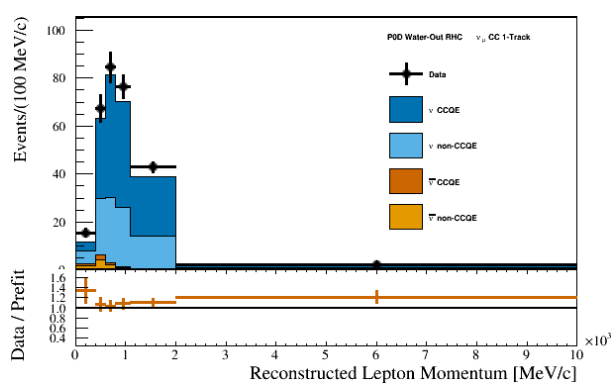 Events/(100 MeV/c)
100
80
60
40
20
0
P0D Water-Out RHC ν μ CC 1-Track
Data
ν CCQE
ν non-CCQE
ν̅ CCQE
ν̅ non-CCQE
Data / Prefit
1.6
1.4
1.2
1.0
0.8
0.6
0.4
0 1 2 3 4 5 6 7 8 9 10
Reconstructed Lepton Momentum [MeV/c]